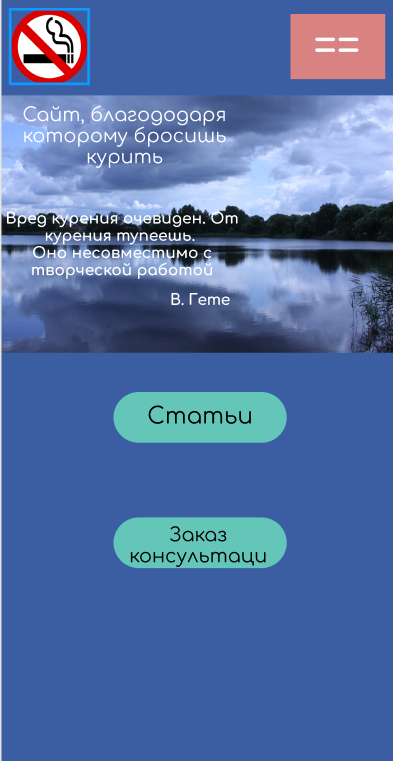 Сайт, благододаря
которому бросишь
курить
Вред курения очевиден. От
курения тупеешь.
Оно несовместимо с
творческой работой
В. Гете
Статьи
Заказ
консультаци